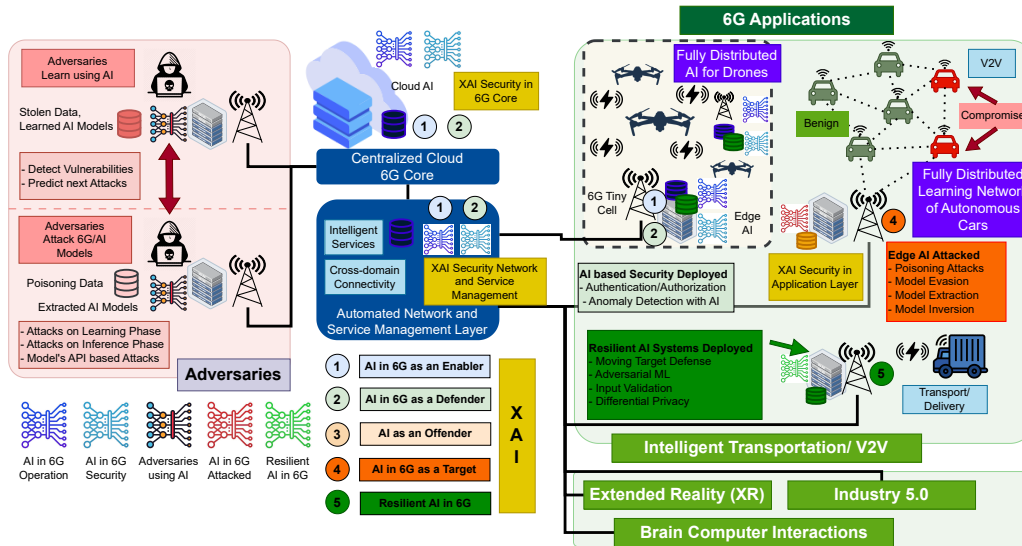 6G Applications
Adversaries
Learn using AI
Stolen Data,
Learned AI Models
- Detect Vulnerabilities
- Predict next Attacks
Adversaries
Attack 6G/AI
Models
Poisoning Data
Extracted AI Models
- Attacks on Learning Phase
- Attacks on Inference Phase
- Model's API based Attacks
Adversaries
Cloud AI
XAI Security in
6G Core
1
2
Centralized Cloud
6G Core
1
2
Intelligent
Services
Cross-domain
Connectivity
XAI Security Network
and Service
Management
Automated Network and
Service Management Layer
Fully Distributed
AI for Drones
6G Tiny
Cell
1
2
Edge
AI
V2V
Benign
Compromise
Fully Distributed
Learning Network
of Autonomous
Cars
4
XAI Security in
Application Layer
Edge AI Attacked
- Poisoning Attacks
- Model Evasion
- Model Extraction
- Model Inversion
AI based Security Deployed
- Authentication/Authorization
- Anomaly Detection with AI
Resilient AI Systems Deployed
- Moving Target Defense
- Adversarial ML
- Input Validation
- Differential Privacy
5
Transport/
Delivery
Intelligent Transportation/ V2V
Extended Reality (XR)
Industry 5.0
Brain Computer Interactions
1
AI in 6G as an Enabler
2
AI in 6G as a Defender
3
AI as an Offender
4
AI in 6G as a Target
5
Resilient AI in 6G
X
A
I
AI in 6G
Operation
AI in 6G
Security
Adversaries
using AI
AI in 6G
Attacked
Resilient
AI in 6G